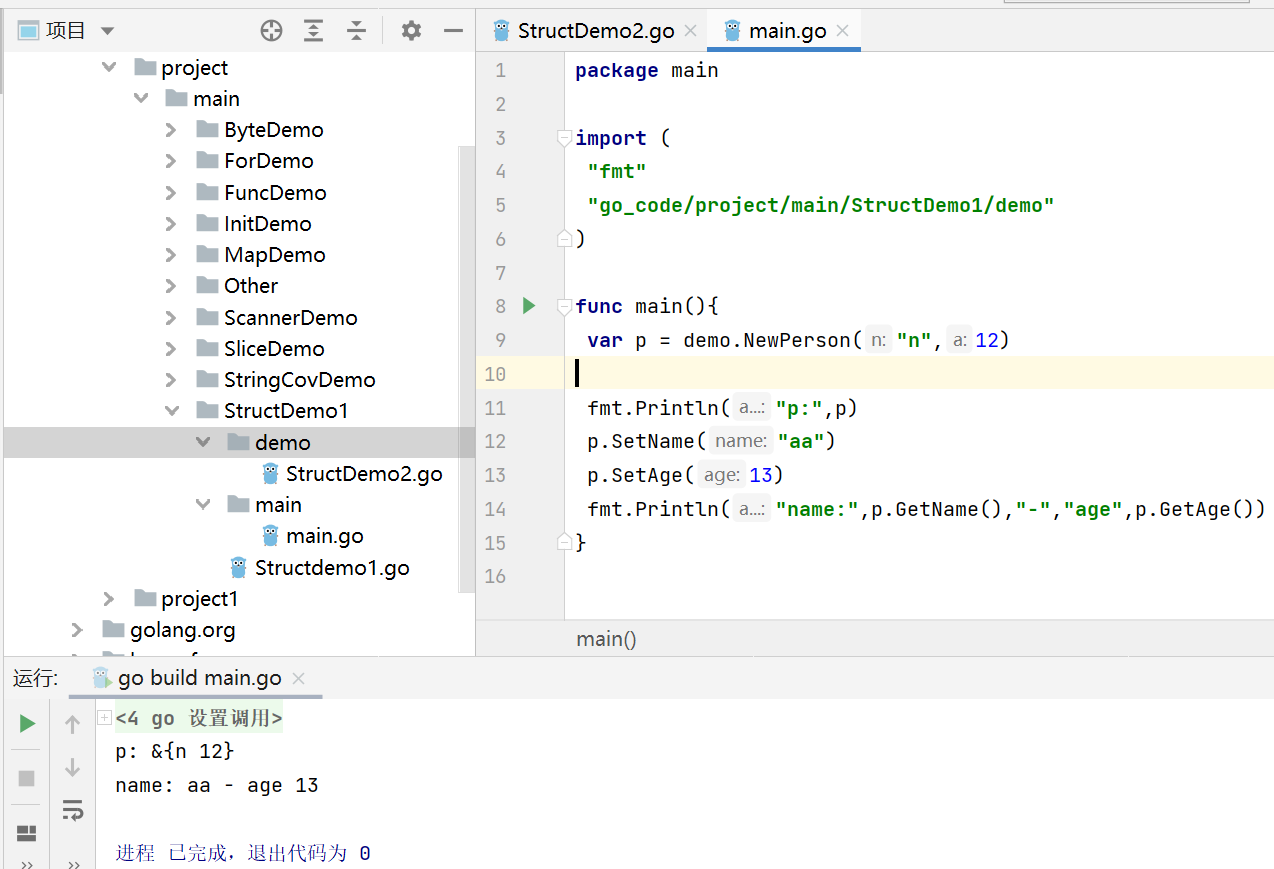 项目
project
main
ByteDemo
ForDemo
FuncDemo
InitDemo
MapDemo
Other
ScannerDemo
SliceDemo
StringCovDemo
StructDemo1
demo
StructDemo2.go
main
main.go
Structdemo1.go
project1
golang.org
StructDemo2.go
main.go
1 package main
2
3 import (
4 "fmt"
5 "go_code/project/main/StructDemo1/demo"
6 )
7
8 func main(){
9 var p = demo.NewPerson( n: "n", a: 12)
10
11 fmt.Println( a...: "p:",p)
12 p.SetName( name: "aa")
13 p.SetAge( age: 13)
14 fmt.Println( a...: "name:",p.GetName(),"-","age",p.GetAge())
15 }
16
main()
运行:
go build main.go
<4 go 设置调用>
p: &{n 12}
name: aa - age 13
进程 已完成，退出代码为 0